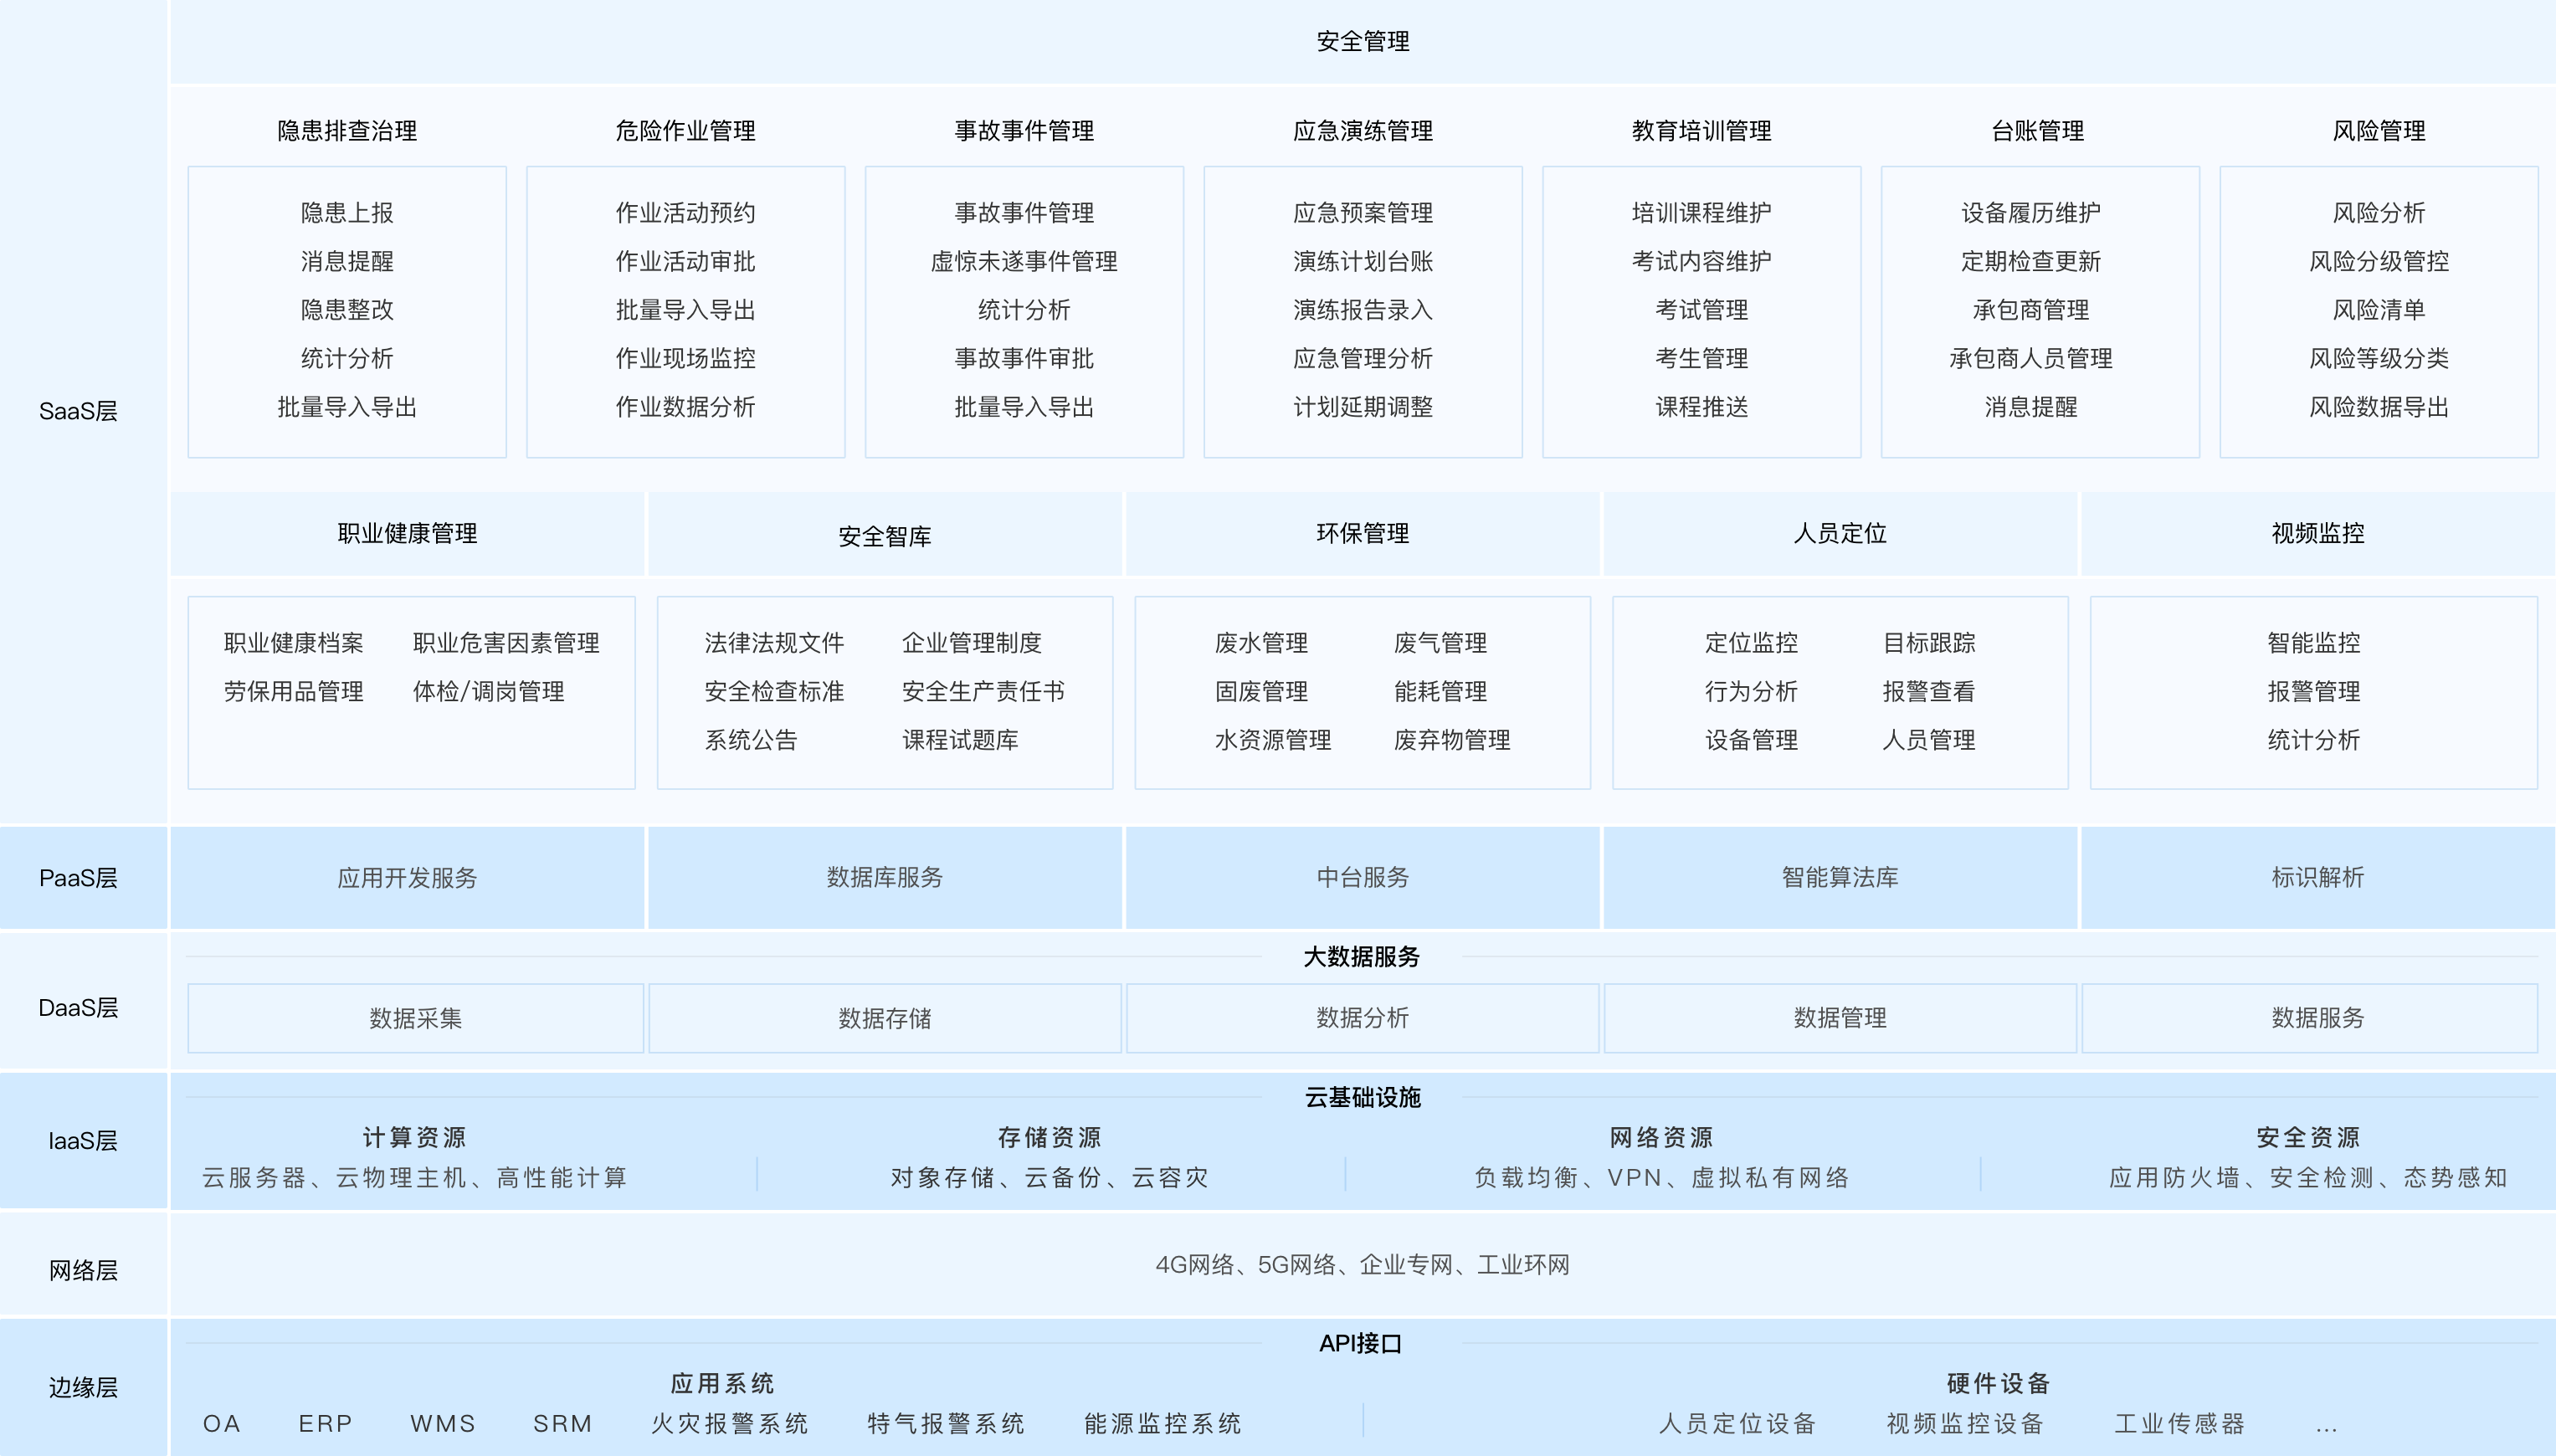 安全管理
隐患排查治理 危险作业管理 事故事件管理 应急演练管理 教育培训管理 台账管理 风险管理
隐患上报 作业活动预约 事故事件管理 应急预案管理 培训课程维护 设备履历维护 风险分析
消息提醒 作业活动审批 虚惊未遂事件管理 演练计划台账 考试内容维护 定期检查更新 风险分级管控
隐患整改 批量导入导出 统计分析 演练报告录入 考试管理 承包商管理 风险清单
统计分析 作业现场监控 事故事件审批 应急管理分析 考生管理 承包商人员管理 风险等级分类
SaaS层
批量导入导出 作业数据分析 批量导入导出 计划延期调整 课程推送 消息提醒 风险数据导出
职业健康管理 安全智库 环保管理 人员定位 视频监控
职业健康档案 职业危害因素管理 法律法规文件 企业管理制度 废水管理 废气管理 定位监控 目标跟踪 智能监控
劳保用品管理 体检/调岗管理 安全检查标准 安全生产责任书 固废管理 能耗管理 行为分析 报警查看 报警管理
系统公告 课程试题库 水资源管理 废弃物管理 设备管理 人员管理 统计分析
PaaS层 应用开发服务 数据库服务 中台服务 智能算法库 标识解析
大数据服务
DaaS层 数据采集 数据存储 数据分析 数据管理 数据服务
云基础设施
IaaS层 计算资源 存储资源 网络资源 安全资源
云服务器、云物理主机、高性能计算 对象存储、云备份、云容灾 负载均衡、VPN、虚拟私有网络 应用防火墙、安全检测、态势感知
网络层 4G网络、5G网络、企业专网、工业环网
API接口
边缘层 应用系统 硬件设备
OA ERP WMS SRM 火灾报警系统 特气报警系统 能源监控系统 人员定位设备 视频监控设备 工业传感器 ...